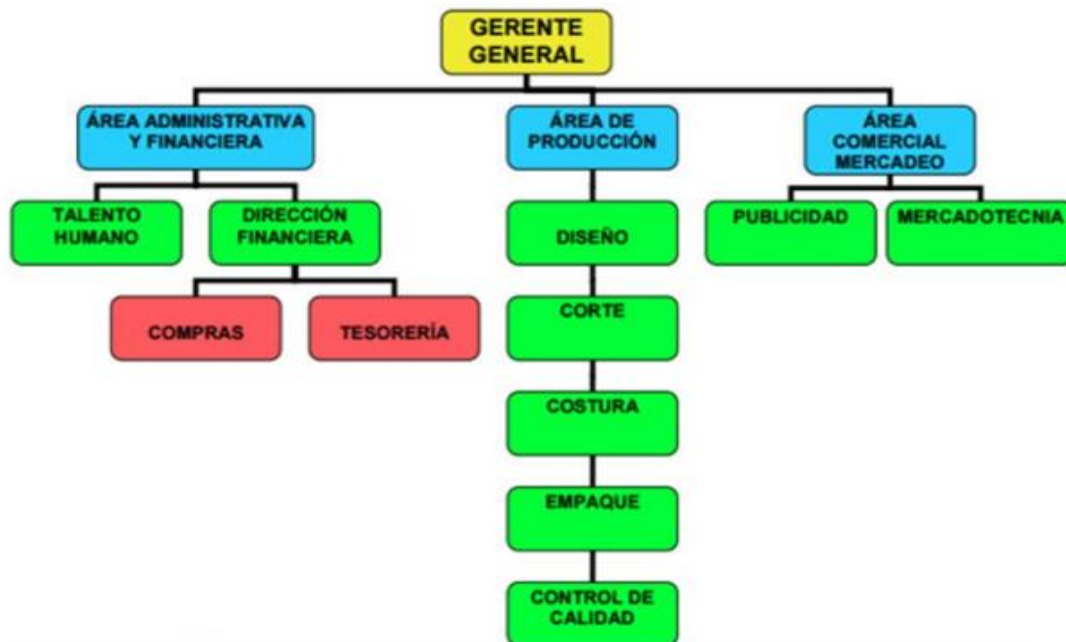 GERENTE
GENERAL
ÁREA ADMINISTRATIVA
Y FINANCIERA
ÁREA DE
PRODUCCIÓN
ÁREA
COMERCIAL
MERCADEO
TALENTO
HUMANO
DIRECCIÓN
FINANCIERA
DISEÑO
PUBLICIDAD
MERCADOTECNIA
COMPRAS
TESORERÍA
CORTE
COSTURA
EMPAQUE
CONTROL DE
CALIDAD